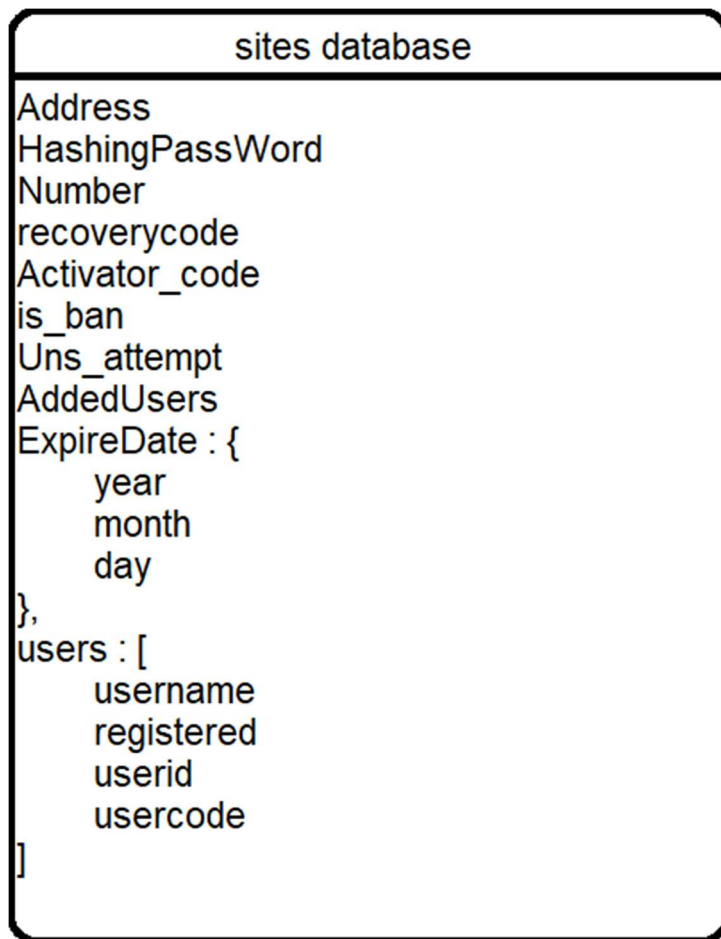 sites database
Address
HashingPassWord
Number
recoverycode
Activator_code
is_ban
Uns_attempt
AddedUsers
ExpireDate : {
year
month
day
},
users : [
username
registered
userid
usercode
]